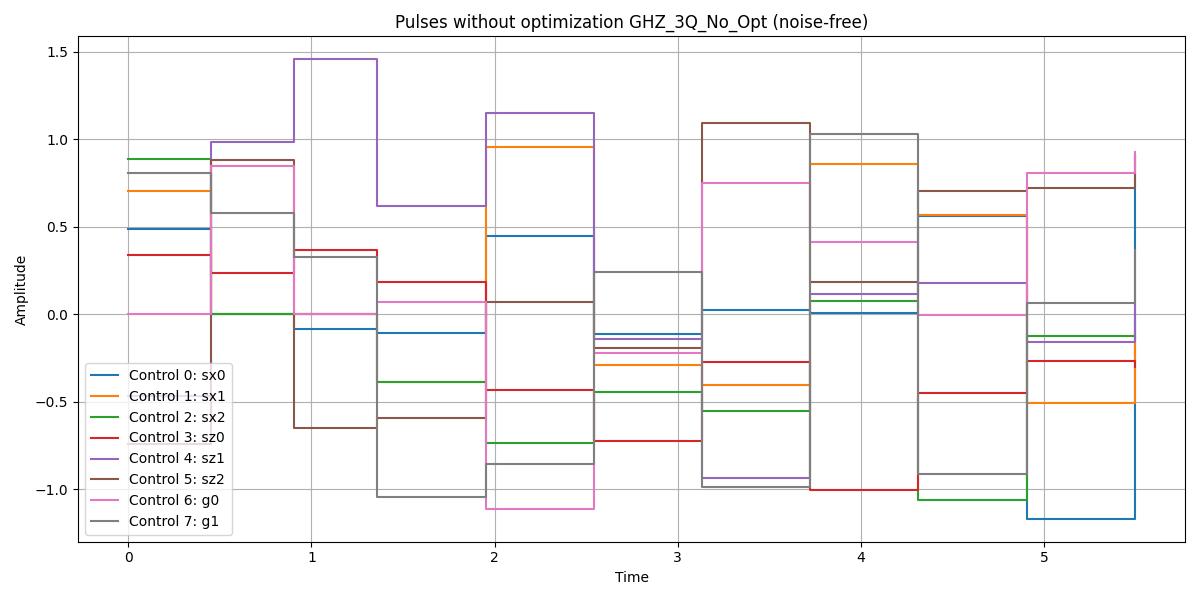 Pulses without optimization GHZ_3Q_No_Opt (noise-free)
1.5
1.0
0.5
0.0
−0.5
−1.0
Amplitude
Control 0: sx0
Control 1: sx1
Control 2: sx2
Control 3: sz0
Control 4: sz1
Control 5: sz2
Control 6: g0
Control 7: g1
0 1 2 3 4 5
Time